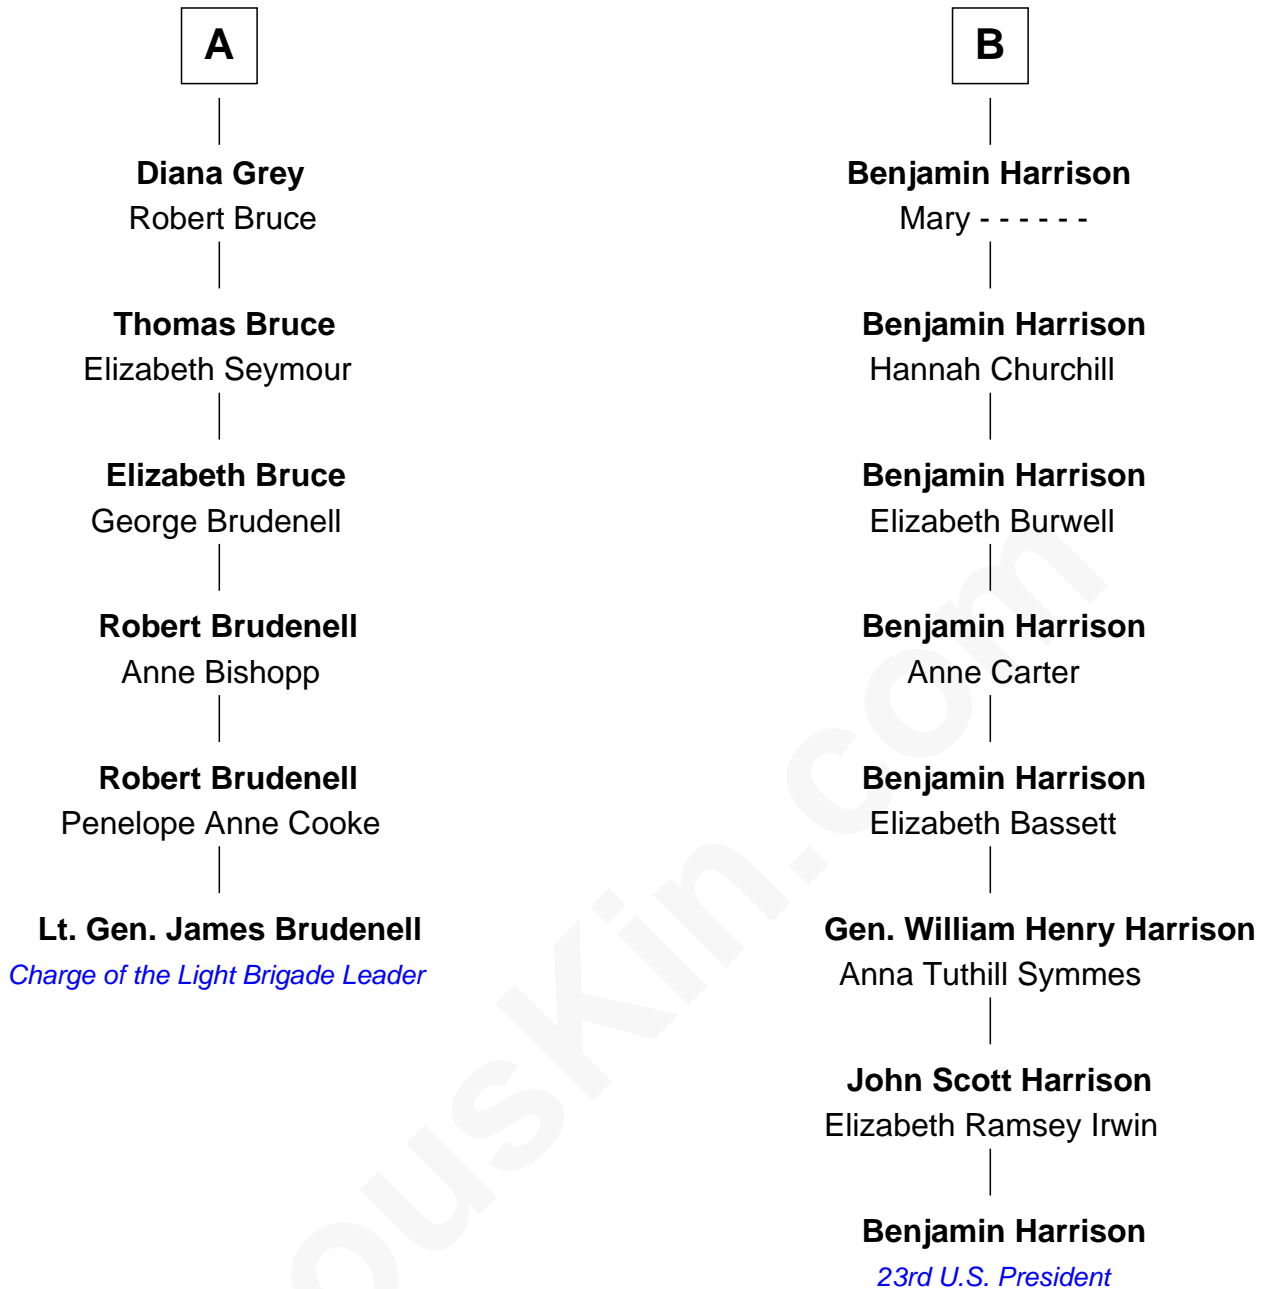 A
Diana Grey
Robert Bruce
Thomas Bruce
Elizabeth Seymour
Elizabeth Bruce
George Brudenell
Robert Brudenell
Anne Bishopp
Robert Brudenell
Penelope Anne Cooke
Lt. Gen. James Brudenell
Charge of the Light Brigade Leader
B
Benjamin Harrison
Mary - - - - - -
Benjamin Harrison
Hannah Churchill
Benjamin Harrison
Elizabeth Burwell
Benjamin Harrison
Anne Carter
Benjamin Harrison
Elizabeth Bassett
Gen. William Henry Harrison
Anna Tuthill Symmes
John Scott Harrison
Elizabeth Ramsey Irwin
Benjamin Harrison
23rd U.S. President
ousKin.com